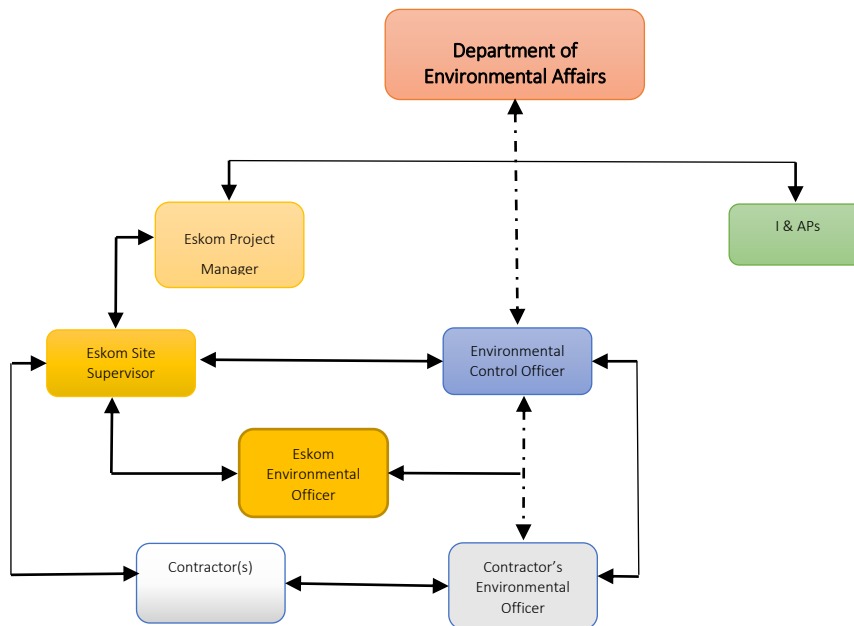 Department of
Environmental Affairs
Eskom Project
Manager
I & APs
Eskom Site
Supervisor
Environmental
Control Officer
Eskom
Environmental
Officer
Contractor(s)
Contractor’s
Environmental
Officer